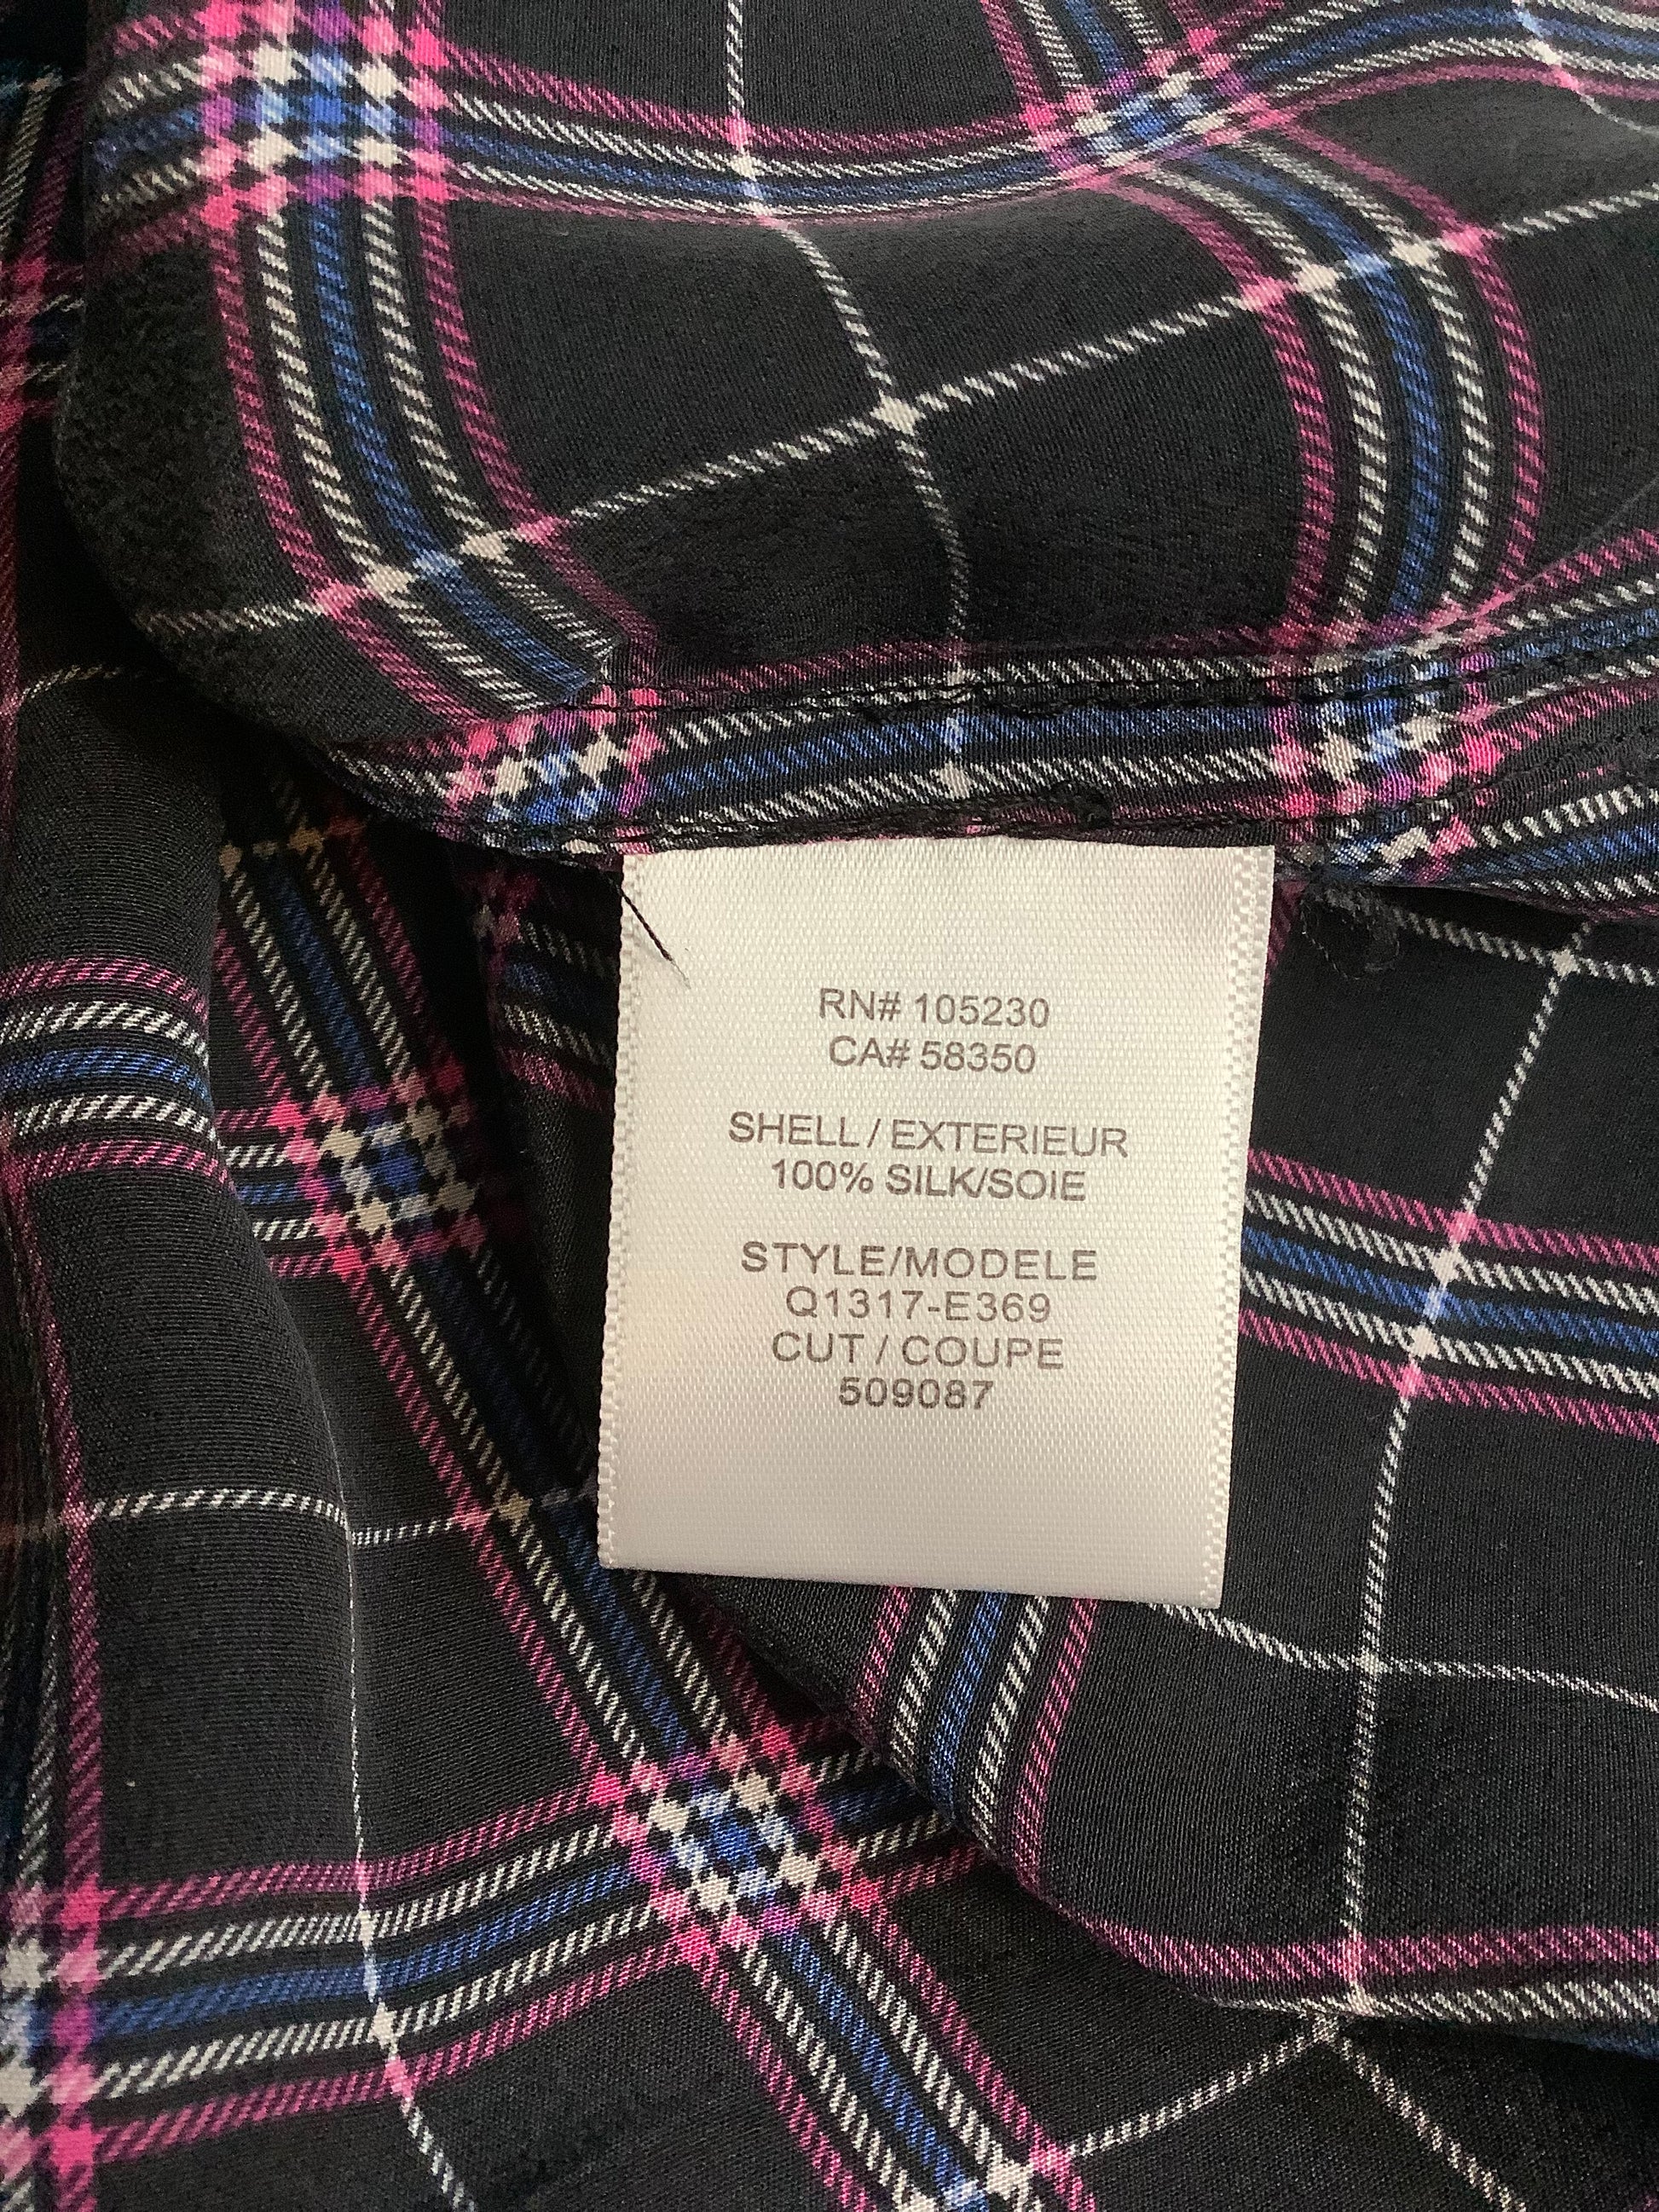 RN# 105230
CA# 58350
SHELL / EXTERIEUR
100% SILK/SOIE
STYLE/MODELE
Q1317-E369
CUT / COUPE
509087